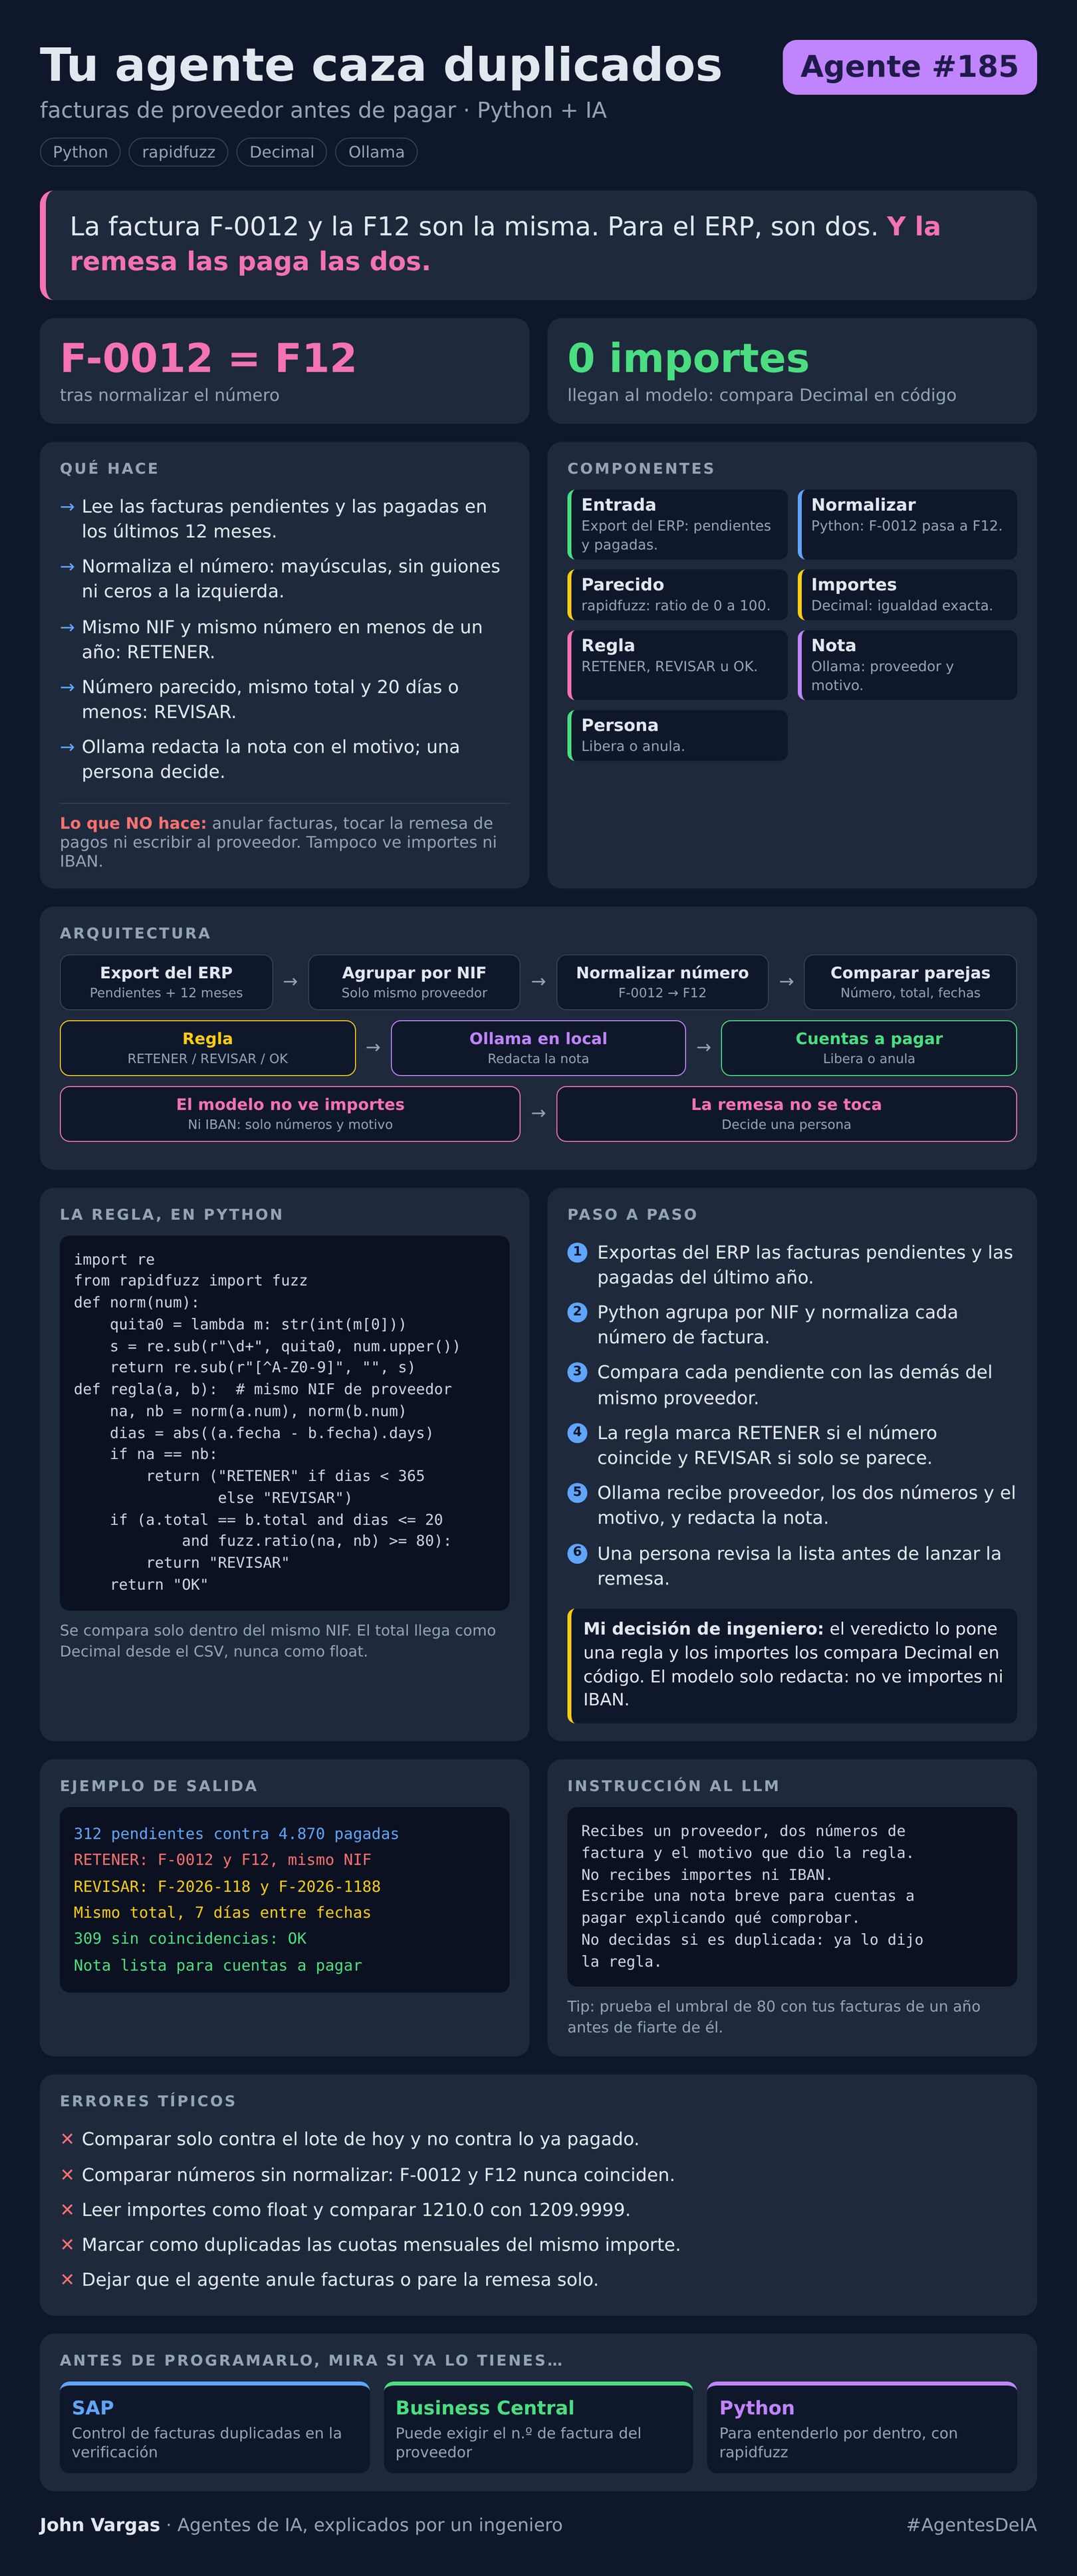 Tu agente caza duplicados
Agente #185
facturas de proveedor antes de pagar · Python + IA
Python
rapidfuzz
Decimal
Ollama
La factura F-0012 y la F12 son la misma. Para el ERP, son dos. Y la
remesa las paga las dos.
F-0012 = F12
tras normalizar el número
0 importes
llegan al modelo: compara Decimal en código
QUÉ HACE
→ Lee las facturas pendientes y las pagadas en
los últimos 12 meses.
→ Normaliza el número: mayúsculas, sin guiones
ni ceros a la izquierda.
→ Mismo NIF y mismo número en menos de un
año: RETENER.
→ Número parecido, mismo total y 20 días o
menos: REVISAR.
→ Ollama redacta la nota con el motivo; una
persona decide.
Lo que NO hace: anular facturas, tocar la remesa de
pagos ni escribir al proveedor. Tampoco ve importes ni
IBAN.
COMPONENTES
Entrada
Export del ERP: pendientes
y pagadas.
Normalizar
Python: F-0012 pasa a F12.
Parecido
rapidfuzz: ratio de 0 a 100.
Importes
Decimal: igualdad exacta.
Regla
RETENER, REVISAR u OK.
Nota
Ollama: proveedor y
motivo.
Persona
Libera o anula.
ARQUITECTURA
Export del ERP
Pendientes + 12 meses
→
Agrupar por NIF
Solo mismo proveedor
→
Normalizar número
F-0012 → F12
→
Comparar parejas
Número, total, fechas
Regla
RETENER / REVISAR / OK
→
Ollama en local
Redacta la nota
→
Cuentas a pagar
Libera o anula
El modelo no ve importes
Ni IBAN: solo números y motivo
→
La remesa no se toca
Decide una persona
LA REGLA, EN PYTHON
import re
from rapidfuzz import fuzz
def norm(num):
    quita0 = lambda m: str(int(m[0]))
    s = re.sub(r"\d+", quita0, num.upper())
    return re.sub(r"[^A-Z0-9]", "", s)
def regla(a, b):  # mismo NIF de proveedor
    na, nb = norm(a.num), norm(b.num)
    dias = abs((a.fecha - b.fecha).days)
    if na == nb:
        return ("RETENER" if dias < 365
                else "REVISAR")
    if (a.total == b.total and dias <= 20
            and fuzz.ratio(na, nb) >= 80):
        return "REVISAR"
    return "OK"
Se compara solo dentro del mismo NIF. El total llega como
Decimal desde el CSV, nunca como float.
PASO A PASO
1 Exportas del ERP las facturas pendientes y las
pagadas del último año.
2 Python agrupa por NIF y normaliza cada
número de factura.
3 Compara cada pendiente con las demás del
mismo proveedor.
4 La regla marca RETENER si el número
coincide y REVISAR si solo se parece.
5 Ollama recibe proveedor, los dos números y el
motivo, y redacta la nota.
6 Una persona revisa la lista antes de lanzar la
remesa.
Mi decisión de ingeniero: el veredicto lo pone
una regla y los importes los compara Decimal en
código. El modelo solo redacta: no ve importes ni
IBAN.
EJEMPLO DE SALIDA
312 pendientes contra 4.870 pagadas
RETENER: F-0012 y F12, mismo NIF
REVISAR: F-2026-118 y F-2026-1188
Mismo total, 7 días entre fechas
309 sin coincidencias: OK
Nota lista para cuentas a pagar
INSTRUCCIÓN AL LLM
Recibes un proveedor, dos números de
factura y el motivo que dio la regla.
No recibes importes ni IBAN.
Escribe una nota breve para cuentas a
pagar explicando qué comprobar.
No decidas si es duplicada: ya lo dijo
la regla.
Tip: prueba el umbral de 80 con tus facturas de un año
antes de fiarte de él.
ERRORES TÍPICOS
✕ Comparar solo contra el lote de hoy y no contra lo ya pagado.
✕ Comparar números sin normalizar: F-0012 y F12 nunca coinciden.
✕ Leer importes como float y comparar 1210.0 con 1209.9999.
✕ Marcar como duplicadas las cuotas mensuales del mismo importe.
✕ Dejar que el agente anule facturas o pare la remesa solo.
ANTES DE PROGRAMARLO, MIRA SI YA LO TIENES…
SAP
Control de facturas duplicadas en la
verificación
Business Central
Puede exigir el n.º de factura del
proveedor
Python
Para entenderlo por dentro, con
rapidfuzz
John Vargas · Agentes de IA, explicados por un ingeniero
#AgentesDeIA